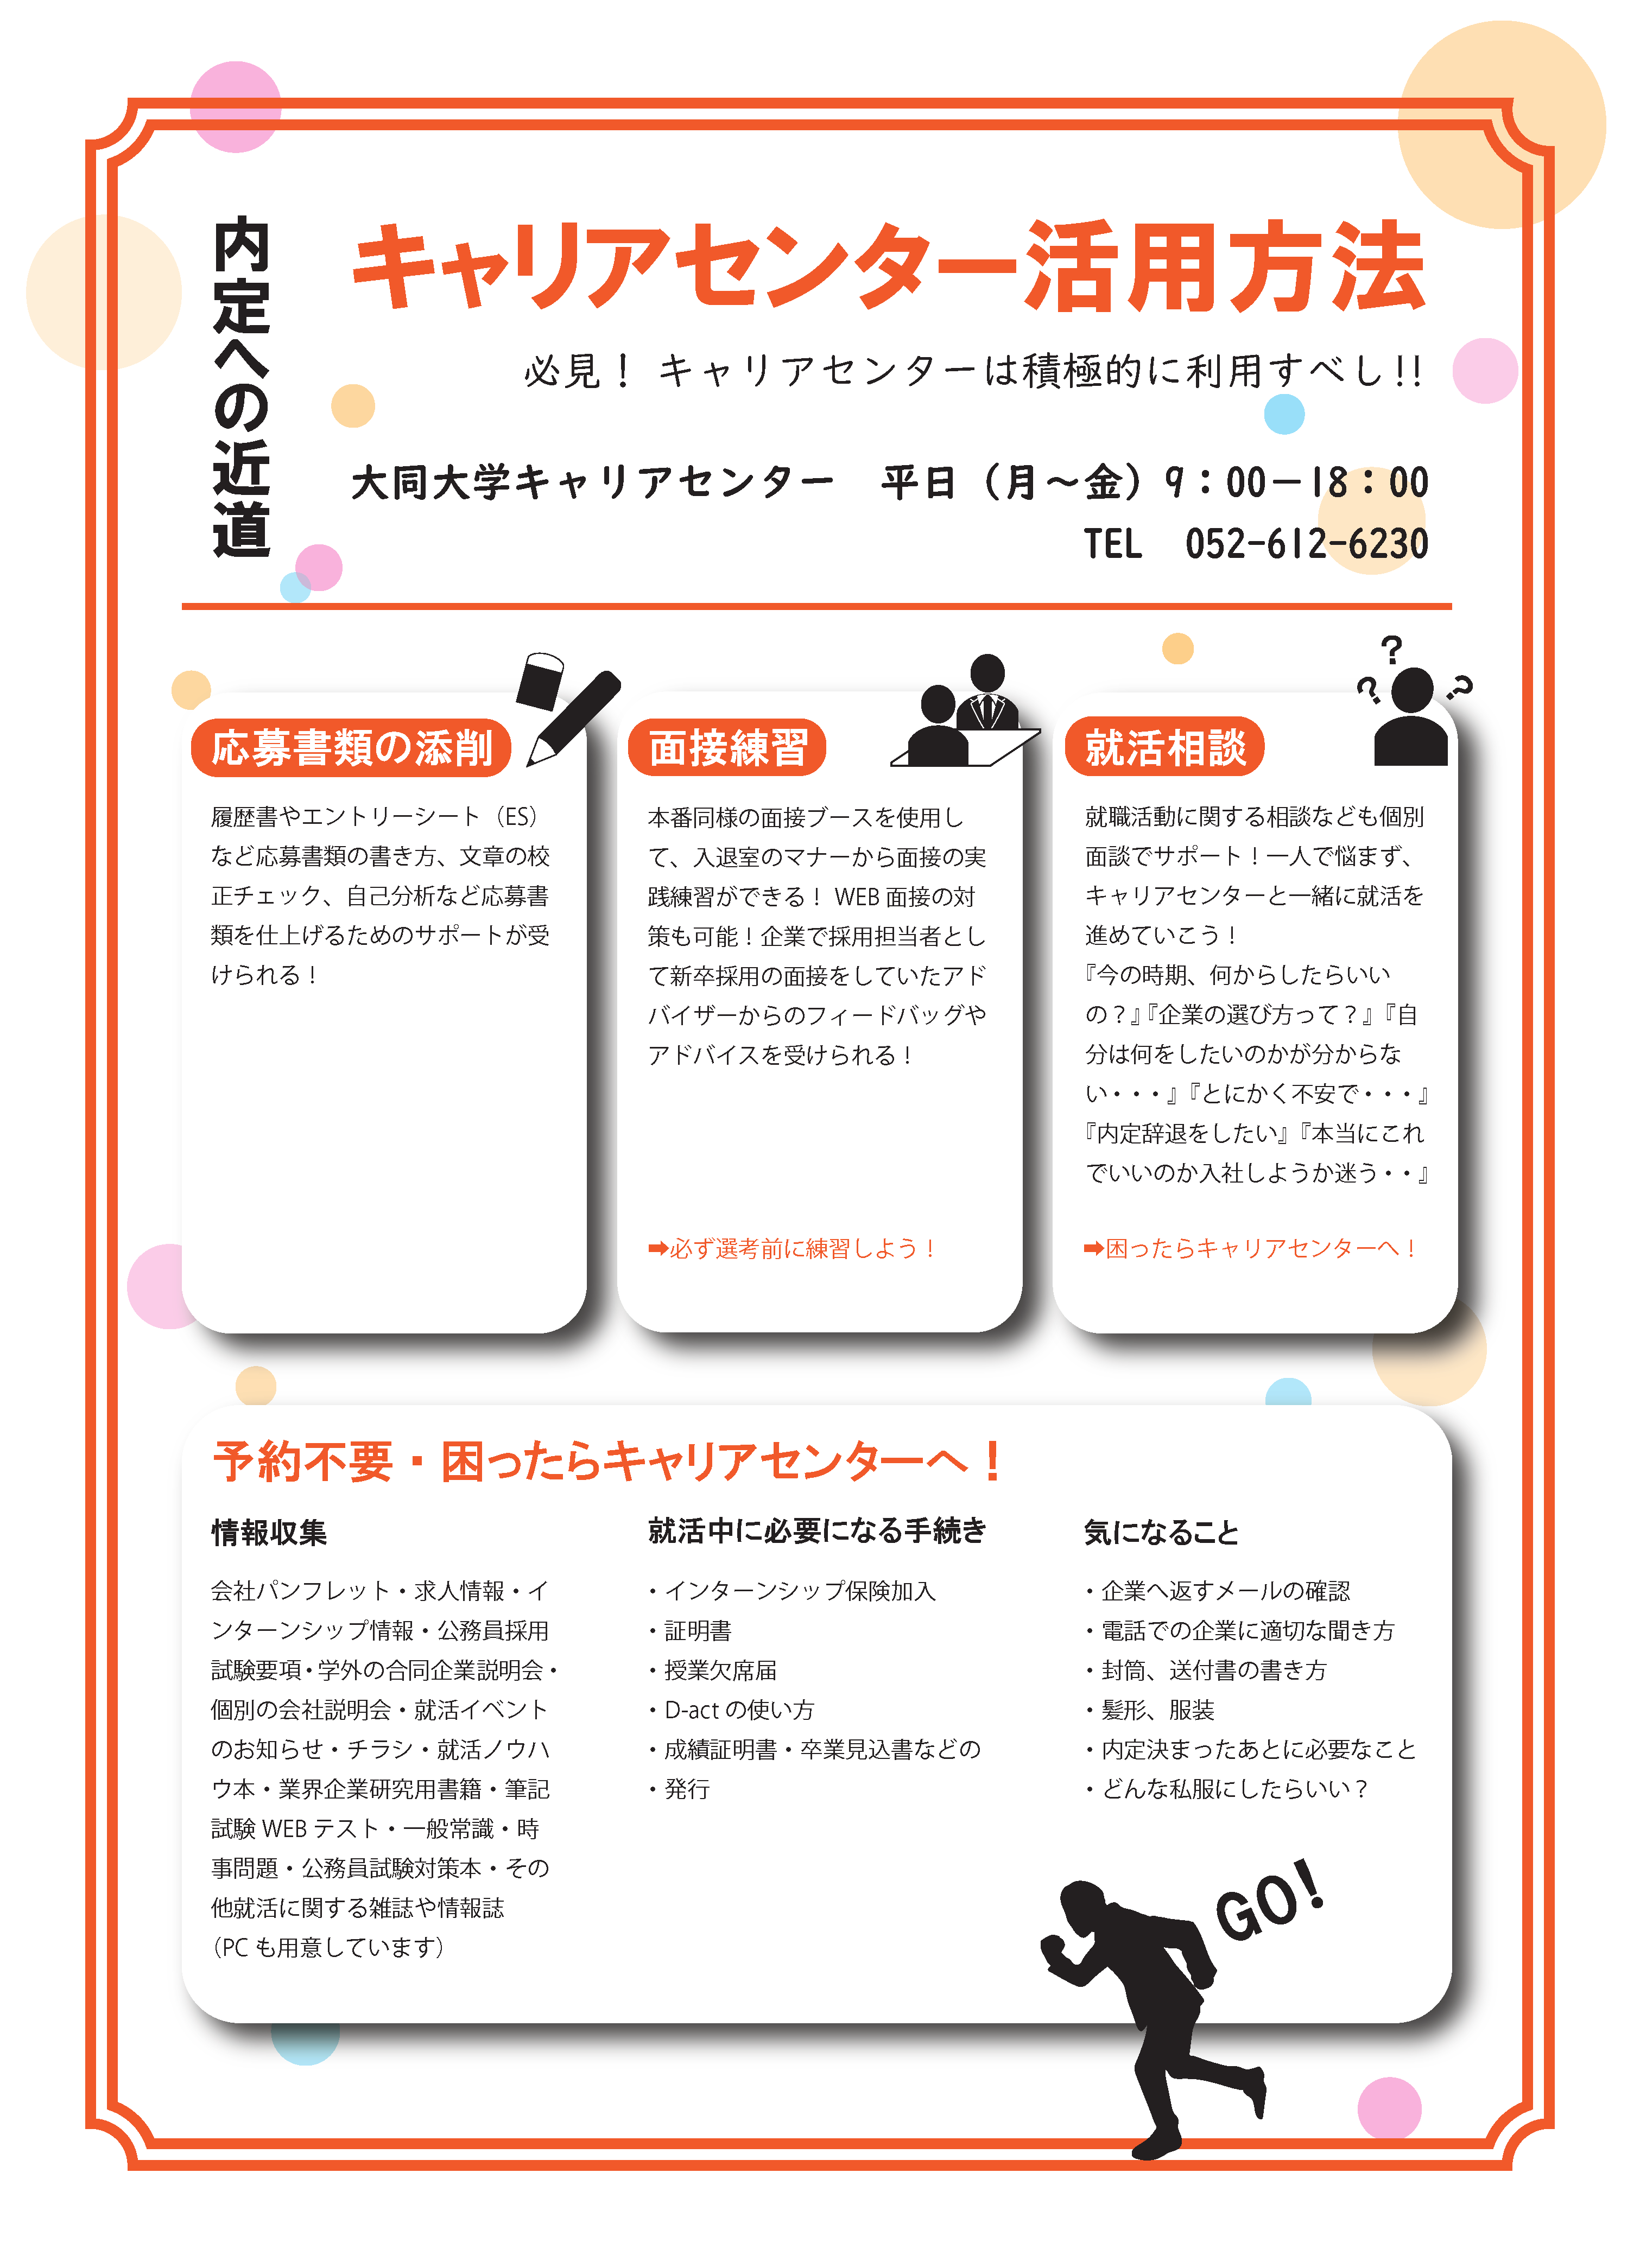 内定への近道
キャリアセンター活用方法
必見！ キャリアセンターは積極的に利用すべし!!
大同大学キャリアセンター　平日（月～金）9：00－18：00
TEL　052-612-6230
応募書類の添削
履歴書やエントリーシート（ES）
など応募書類の書き方、文章の校
正チェック、自己分析など応募書
類を仕上げるためのサポートが受
けられる！
面接練習
本番同様の面接ブースを使用し
て、入退室のマナーから面接の実
践練習ができる！ WEB 面接の対
策も可能！企業で採用担当者とし
て新卒採用の面接をしていたアド
バイザーからのフィードバッグや
アドバイスを受けられる！
➡必ず選考前に練習しよう！
? ? ?
就活相談
就職活動に関する相談なども個別
面談でサポート！一人で悩まず、
キャリアセンターと一緒に就活を
進めていこう！
『今の時期、何からしたらいい
の？』『企業の選び方って？』『自
分は何をしたいのかが分からな
い・・・』『とにかく不安で・・・』
『内定辞退をしたい』『本当にこれ
でいいのか入社しようか迷う・・』
➡困ったらキャリアセンターへ！
予約不要・困ったらキャリアセンターへ！
情報収集
会社パンフレット・求人情報・イ
ンターンシップ情報・公務員採用
試験要項・学外の合同企業説明会・
個別の会社説明会・就活イベント
のお知らせ・チラシ・就活ノウハ
ウ本・業界企業研究用書籍・筆記
試験 WEB テスト・一般常識・時
事問題・公務員試験対策本・その
他就活に関する雑誌や情報誌
（PC も用意しています）
就活中に必要になる手続き
・インターンシップ保険加入
・証明書
・授業欠席届
・D-act の使い方
・成績証明書・卒業見込書などの
・発行
気になること
・企業へ返すメールの確認
・電話での企業に適切な聞き方
・封筒、送付書の書き方
・髪形、服装
・内定決まったあとに必要なこと
・どんな私服にしたらいい？
GO!